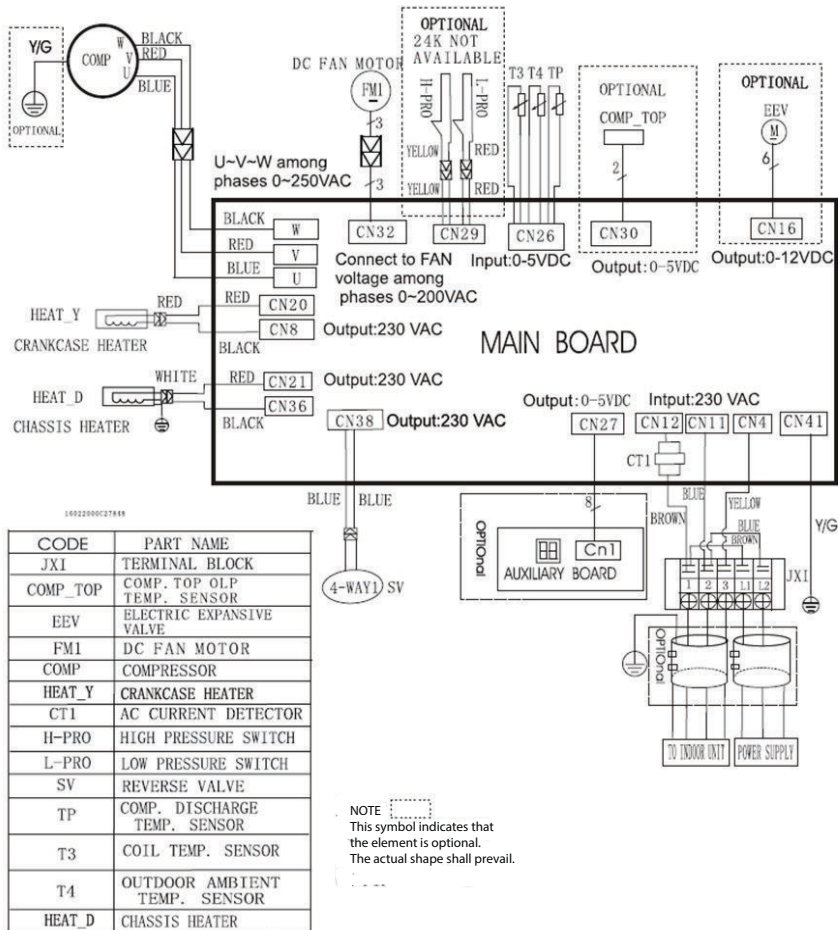 OPTIONAL
24K NOT
AVAILABLE
H-PRO
L-PRO
YELLOW
RED
YELLOW
RED
Y/G
OPTIONAL
COMP
W
V
U
BLACK
RED
BLUE
DC FAN MOTOR
FM1
3
3
T3 T4 TP
OPTIONAL
COMP_TOP
2
OPTIONAL
EEV
M
6
U~V~W among
phases 0~250VAC
BLACK
W
RED
V
BLUE
U
CN32
CN29
CN26
CN30
CN16
Connect to FAN
voltage among
phases 0~200VAC
Input:0-5VDC
Output: 0-5VDC
Output:0-12VDC
HEAT_Y
RED
RED
CN20
CN8
Output:230 VAC
CRANKCASE HEATER
BLACK
MAIN BOARD
HEAT_D
WHITE
RED
CN21
Output:230 VAC
CN36
CHASSIS HEATER
BLACK
CN38
Output:230 VAC
Output: 0-5VDC
Intput:230 VAC
CN27
CN12
CN11
CN4
CN41
CT1
BLUE
BLUE
4-WAY1
SV
8
OPTIOnal
Cn1
AUXILIARY BOARD
BROWN
BLUE
YELLOW
BLUE
BROWN
Y/G
1
2
3
L1
L2
JX1
OPTIOnal
TO INDOOR UNIT
POWER SUPPLY
16022000C27848
CODE PART NAME
JX1 TERMINAL BLOCK
COMP_TOP COMP. TOP OLP
TEMP. SENSOR
EEV ELECTRIC EXPANSIVE
VALVE
FM1 DC FAN MOTOR
COMP COMPRESSOR
HEAT_Y CRANKCASE HEATER
CT1 AC CURRENT DETECTOR
H-PRO HIGH PRESSURE SWITCH
L-PRO LOW PRESSURE SWITCH
SV REVERSE VALVE
TP COMP. DISCHARGE
TEMP. SENSOR
T3 COIL TEMP. SENSOR
T4 OUTDOOR AMBIENT
TEMP. SENSOR
HEAT_D CHASSIS HEATER
NOTE
This symbol indicates that
the element is optional.
The actual shape shall prevail.